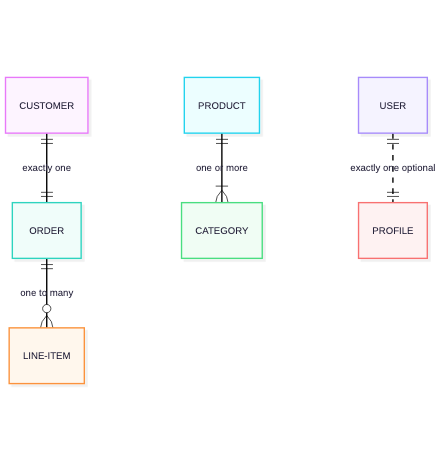 CUSTOMER
PRODUCT
USER
exactly one
one or more
exactly one optional
ORDER
CATEGORY
PROFILE
one to many
LINE-ITEM